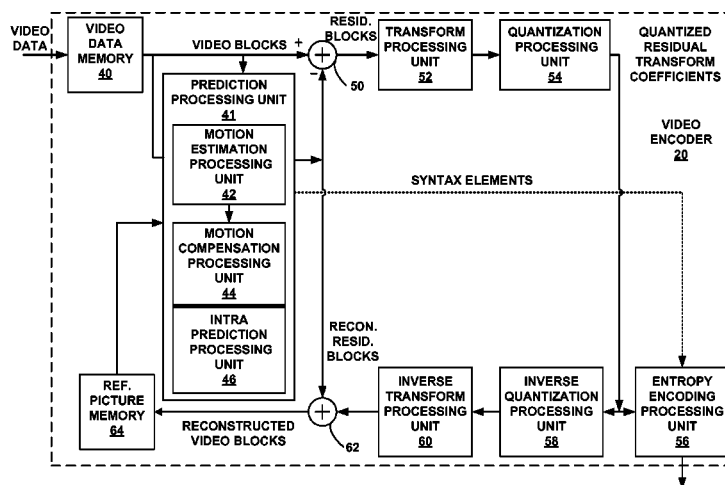 VIDEO DATA
VIDEO DATA
MEMORY
40
VIDEO BLOCKS
+
–
50
RESID.
BLOCKS
TRANSFORM
PROCESSING
UNIT
52
QUANTIZATION
PROCESSING
UNIT
54
QUANTIZED
RESIDUAL
TRANSFORM
COEFFICIENTS
VIDEO
ENCODER
20
PREDICTION
PROCESSING UNIT
41
MOTION
ESTIMATION
PROCESSING
UNIT
42
SYNTAX ELEMENTS
MOTION
COMPENSATION
PROCESSING
UNIT
44
INTRA
PREDICTION
PROCESSING
UNIT
46
RECON.
RESID.
BLOCKS
REF.
PICTURE
MEMORY
64
RECONSTRUCTED
VIDEO BLOCKS
+
62
INVERSE
TRANSFORM
PROCESSING
UNIT
60
INVERSE
QUANTIZATION
PROCESSING
UNIT
58
ENTROPY
ENCODING
PROCESSING
UNIT
56